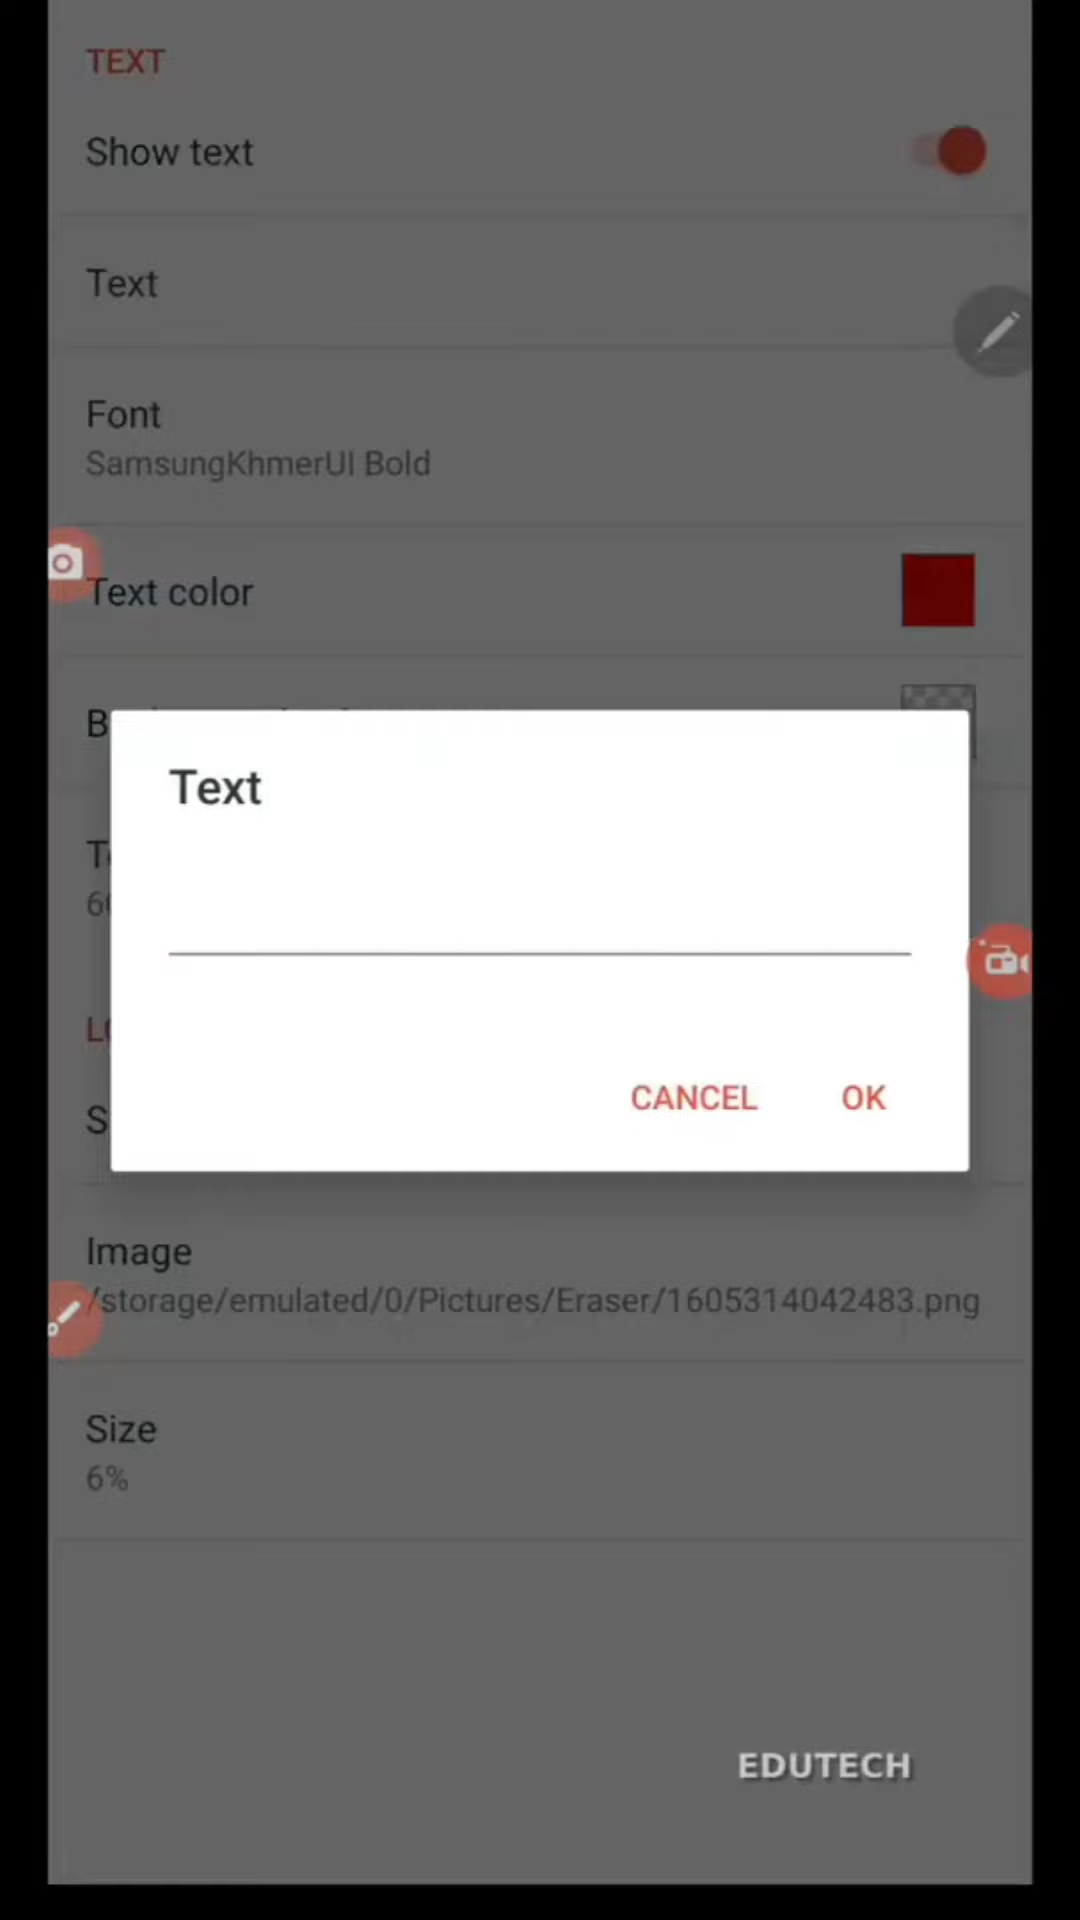 TEXT
Show text
Text
Font
SamsungKhmerUI Bold
Text color
Text
CANCEL
OK
Image
/storage/emulated/0/Pictures/Eraser/1605314042483.png
Size
6%
EDUTECH